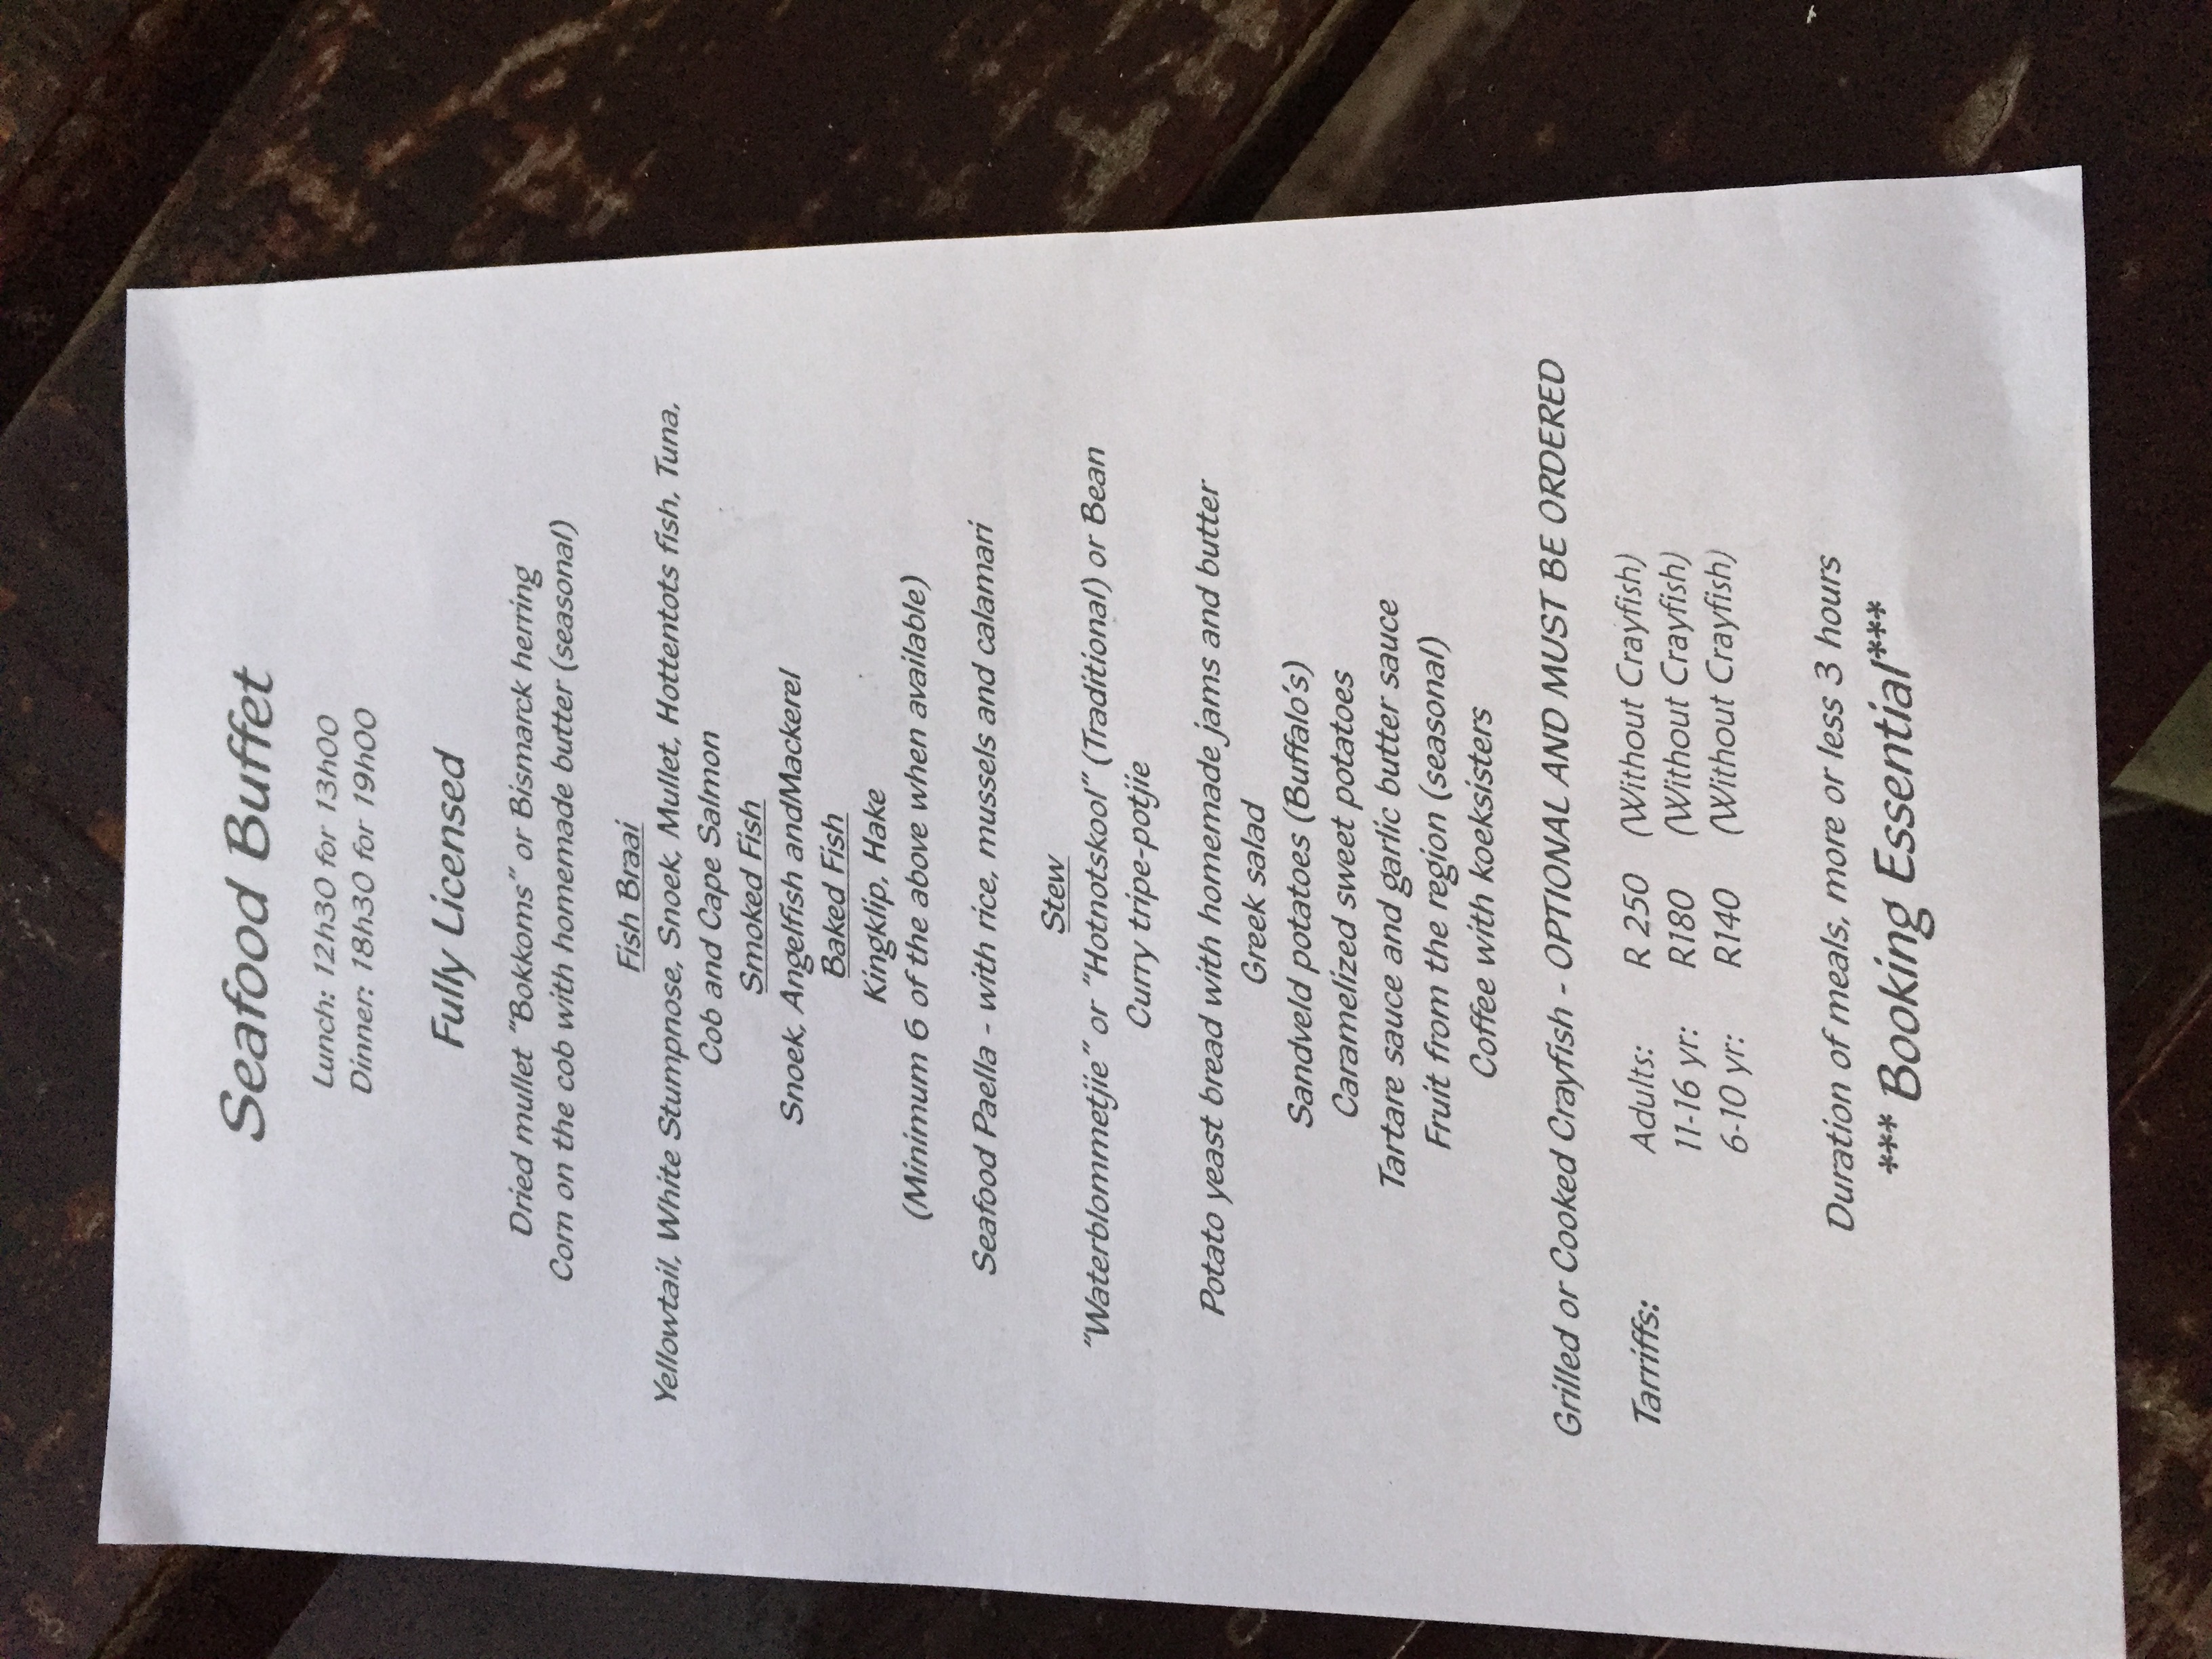 Seafood Buffet
Lunch: 12h30 for 13h00
Dinner: 18h30 for 19h00
Fully Licensed
Dried mullet "Bokkoms" or Bismarck herring
Corn on the cob with homemade butter (seasonal)
Fish Braai
Yellowtail, White Stumpnose, Snoek, Mullet, Hottentots fish, Tuna,
Cob and Cape Salmon
Smoked Fish
Snoek, Angelfish andMackerel
Baked Fish
Kingklip, Hake
(Minimum 6 of the above when available)
Seafood Paella - with rice, mussels and calamari
Stew
"Waterblommetjie" or "Hotnotskool" (Traditional) or Bean
Curry tripe-potjie
Potato yeast bread with homemade jams and butter
Greek salad
Sandveld potatoes (Buffalo's)
Caramelized sweet potatoes
Tartare sauce and garlic butter sauce
Fruit from the region (seasonal)
Coffee with koeksisters
Grilled or Cooked Crayfish - OPTIONAL AND MUST BE ORDERED
Tarriffs: Adults: R 250 (Without Crayfish)
11-16 yr: R180 (Without Crayfish)
6-10 yr: R140 (Without Crayfish)
Duration of meals, more or less 3 hours
*** Booking Essential***